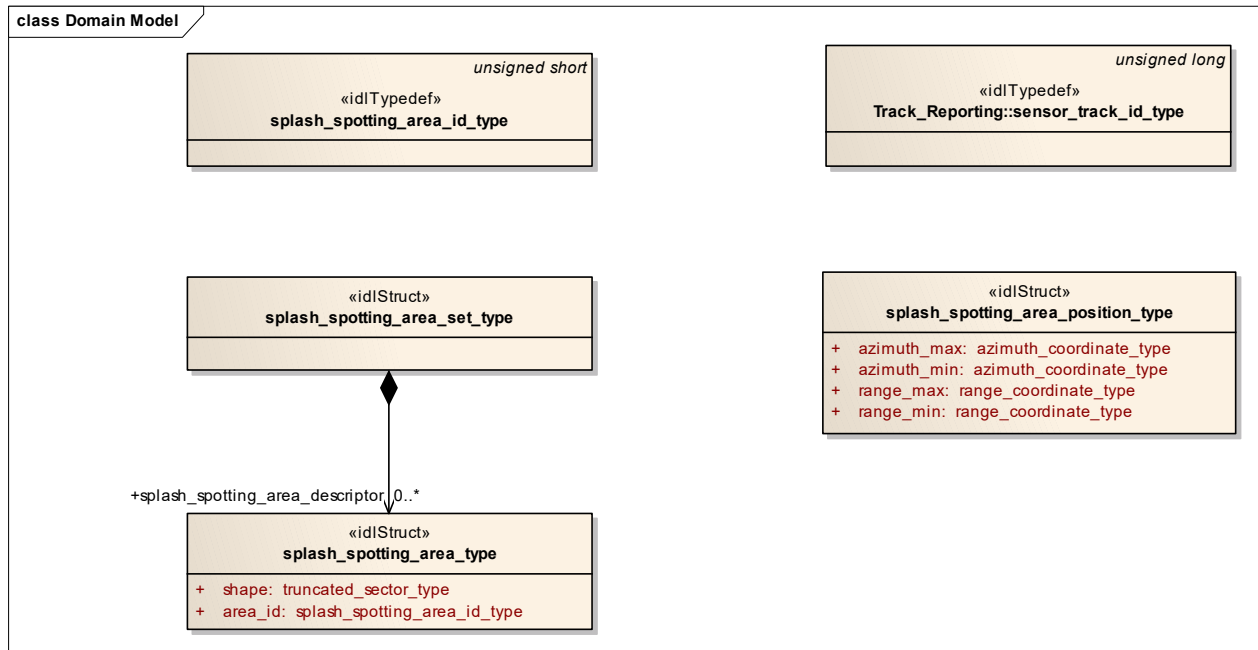 class Domain Model
unsigned short
«idlTypedef»
splash_spotting_area_id_type
unsigned long
«idlTypedef»
Track_Reporting::sensor_track_id_type
«idlStruct»
splash_spotting_area_set_type
«idlStruct»
splash_spotting_area_position_type
+ azimuth_max: azimuth_coordinate_type
+ azimuth_min: azimuth_coordinate_type
+ range_max: range_coordinate_type
+ range_min: range_coordinate_type
+splash_spotting_area_descriptor 0..*
«idlStruct»
splash_spotting_area_type
+ shape: truncated_sector_type
+ area_id: splash_spotting_area_id_type